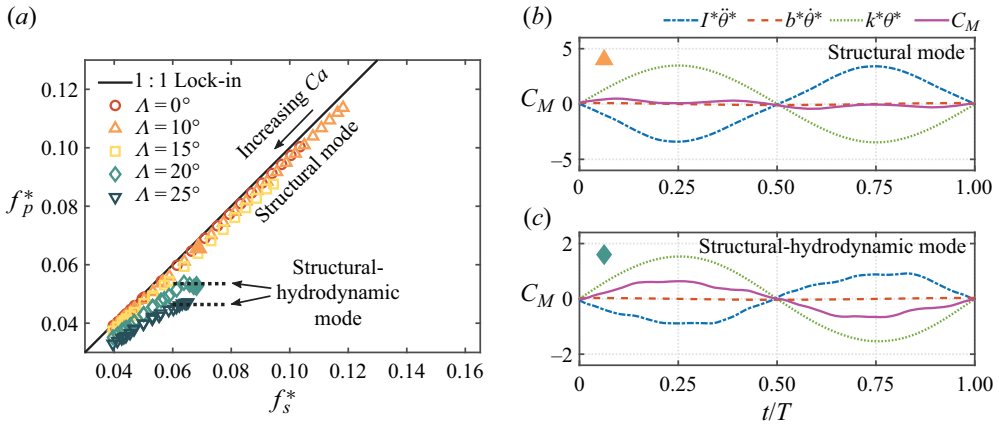 (a)
1 : 1 Lock-in
Λ = 0°
Λ = 10°
Λ = 15°
Λ = 20°
Λ = 25°
Increasing Ca
Structural mode
Structural-
hydrodynamic
mode
0.12
0.10
0.08
0.06
0.04
f*p
0.04 0.06 0.08 0.10 0.12 0.14 0.16
f*s
(b)
I*θ̈* b*θ̇* k*θ* C_M
Structural mode
5
0
−5
C_M
0 0.25 0.50 0.75 1.00
(c)
Structural-hydrodynamic mode
2
0
−2
C_M
0 0.25 0.50 0.75 1.00
t/T